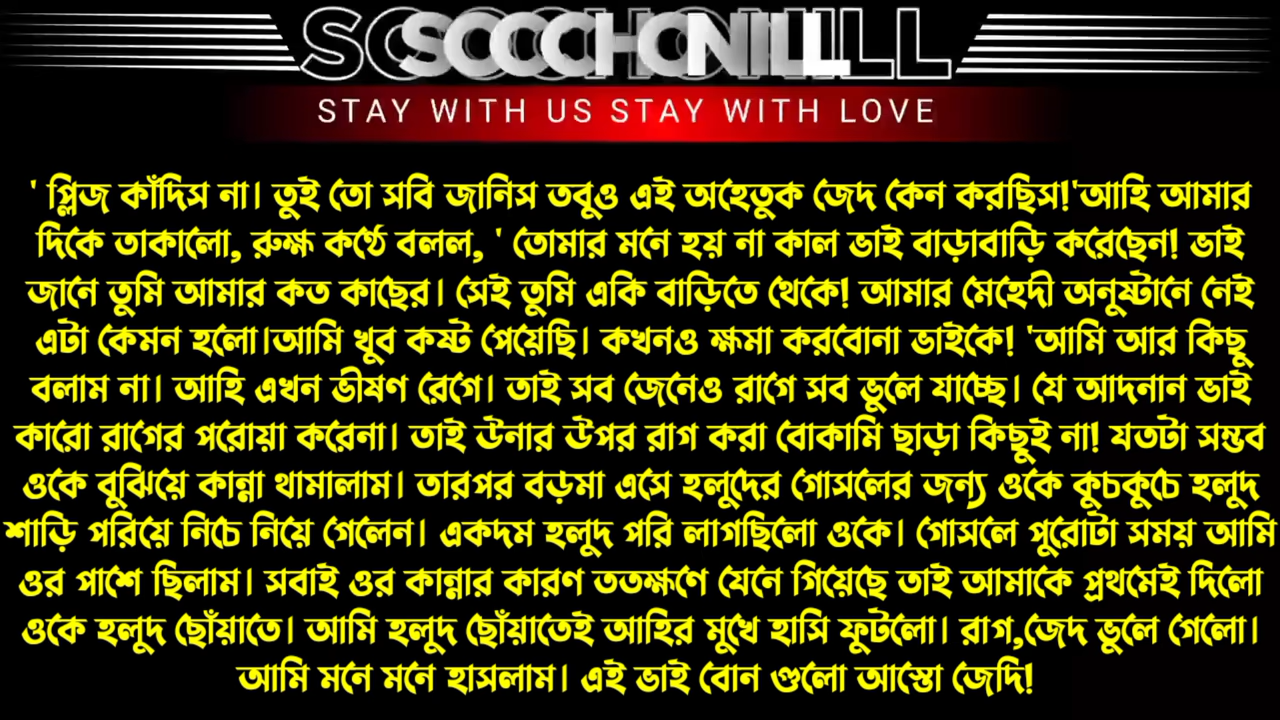 STAY WITH US STAY WITH LOVE
' প্লিজ কাঁদিস না। তুই তো সবি জানিস তবুও এই অহেতুক জেদ কেন করছিস!'আহি আমার
দিকে তাকালো, রুক্ষ কণ্ঠে বলল, ' তোমার মনে হয় না কাল ভাই বাড়াবাড়ি করেছেন! ভাই
জানে তুমি আমার কত কাছের। সেই তুমি একি বাড়িতে থেকে! আমার মেহেদী অনুষ্টানে নেই
এটা কেমন হলো।আমি খুব কষ্ট পেয়েছি। কখনও ক্ষমা করবোনা ভাইকে! 'আমি আর কিছু
বলাম না। আহি এখন ভীষণ রেগে। তাই সব জেনেও রাগে সব ভুলে যাচ্ছে। যে আদনান ভাই
কারো রাগের পরোয়া করেনা। তাই ঊনার উপর রাগ করা বোকামি ছাড়া কিছুই না! যতটা সম্ভব
ওকে বুঝিয়ে কান্না থামালাম। তারপর বড়মা এসে হলুদের গোসলের জন্য ওকে কুচকুচে হলুদ
শাড়ি পরিয়ে নিচে নিয়ে গেলেন। একদম হলুদ পরি লাগছিলো ওকে। গোসলে পুরোটা সময় আমি
ওর পাশে ছিলাম। সবাই ওর কান্নার কারণ ততক্ষণে যেনে গিয়েছে তাই আমাকে প্রথমেই দিলো
ওকে হলুদ ছোঁয়াতে। আমি হলুদ ছোঁয়াতেই আহির মুখে হাসি ফুটলো। রাগ,জেদ ভুলে গেলো।
আমি মনে মনে হাসলাম। এই ভাই বোন গুলো আস্তো জেদি!